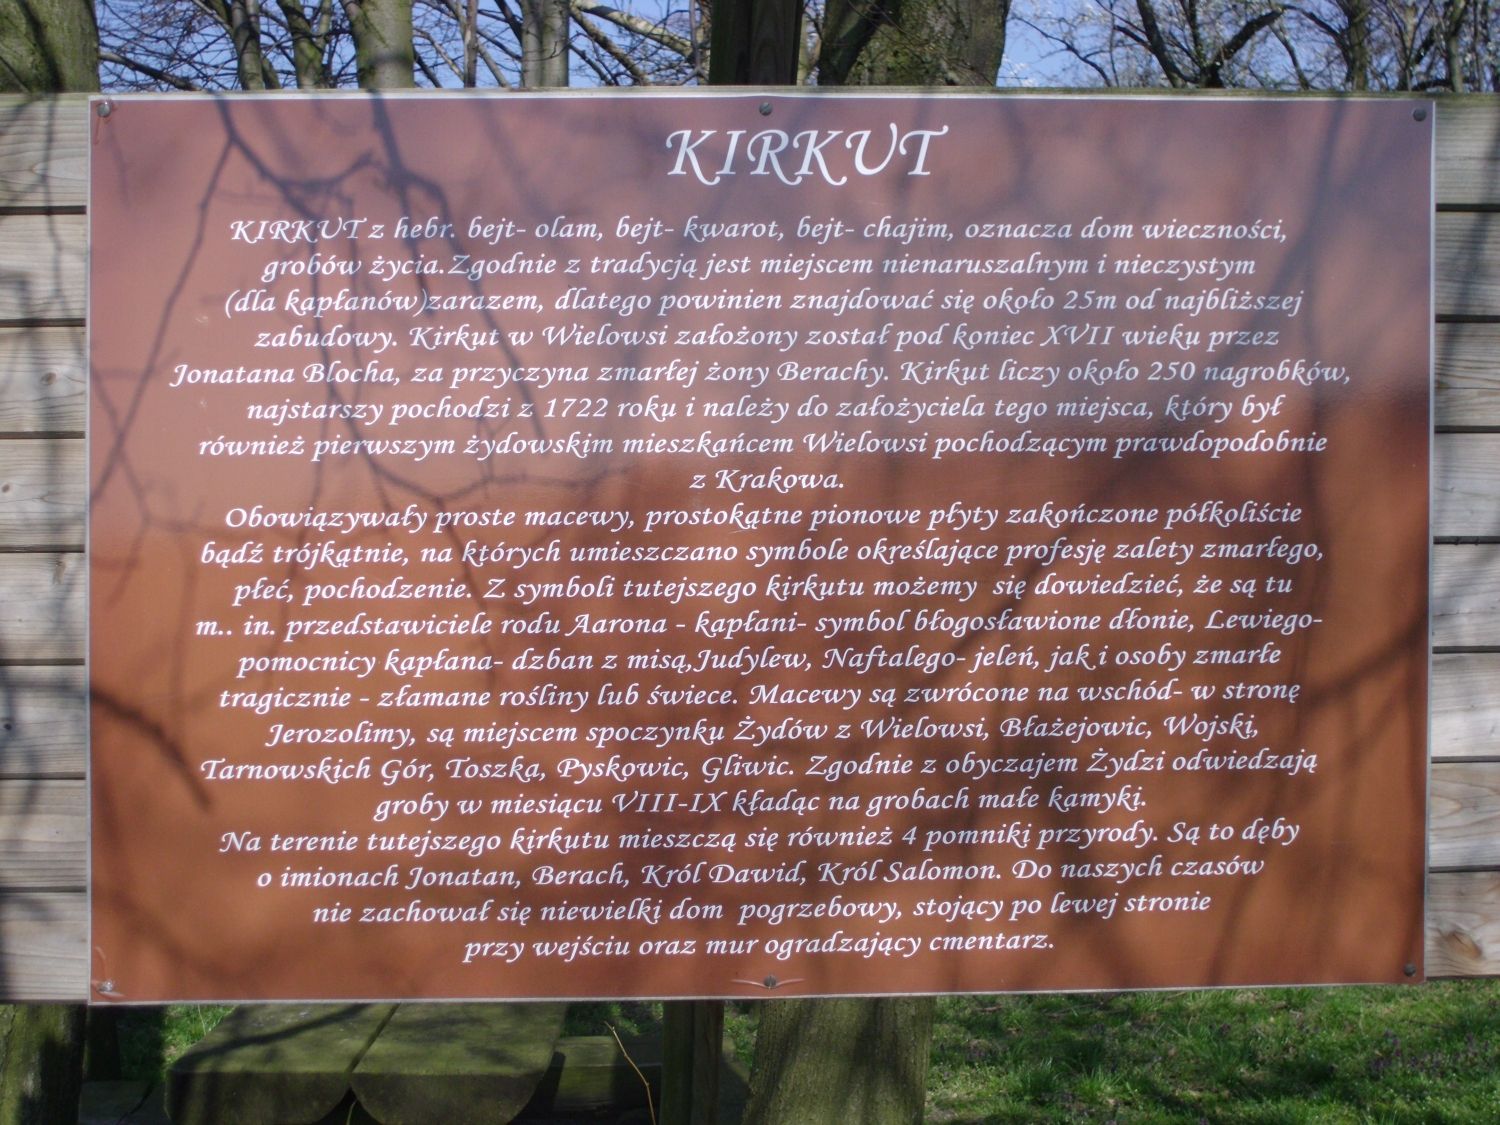 KIRKUT
KIRKUT z hebr. bejt- olam, bejt- kwarot, bejt- chajim, oznacza dom wieczności,
grobów życia.Zgodnie z tradycją jest miejscem nienaruszalnym i nieczystym
(dla kapłanów)zarazem, dlatego powinien znajdować się około 25m od najbliższej
zabudowy. Kirkut w Wielowsi założony został pod koniec XVII wieku przez
Jonatana Blocha, za przyczyna zmarłej żony Berachy. Kirkut liczy około 250 nagrobków,
najstarszy pochodzi z 1722 roku i należy do założyciela tego miejsca, który był
również pierwszym żydowskim mieszkańcem Wielowsi pochodzącym prawdopodobnie
z Krakowa.
Obowiązywały proste macewy, prostokątne pionowe płyty zakończone półkoliście
bądź trójkątnie, na których umieszczano symbole określające profesję zalety zmarłego,
płeć, pochodzenie. Z symboli tutejszego kirkutu możemy się dowiedzieć, że są tu
m.. in. przedstawiciele rodu Aarona - kapłani- symbol błogosławione dłonie, Lewiego-
pomocnicy kapłana- dzban z misą,Judylew, Naftalego- jeleń, jak i osoby zmarłe
tragicznie - złamane rośliny lub świece. Macewy są zwrócone na wschód- w stronę
Jerozolimy, są miejscem spoczynku Żydów z Wielowsi, Błażejowic, Wojski,
Tarnowskich Gór, Toszka, Pyskowic, Gliwic. Zgodnie z obyczajem Żydzi odwiedzają
groby w miesiącu VIII-IX kładąc na grobach małe kamyki.
Na terenie tutejszego kirkutu mieszczą się również 4 pomniki przyrody. Są to dęby
o imionach Jonatan, Berach, Król Dawid, Król Salomon. Do naszych czasów
nie zachował się niewielki dom pogrzebowy, stojący po lewej stronie
przy wejściu oraz mur ogradzający cmentarz.